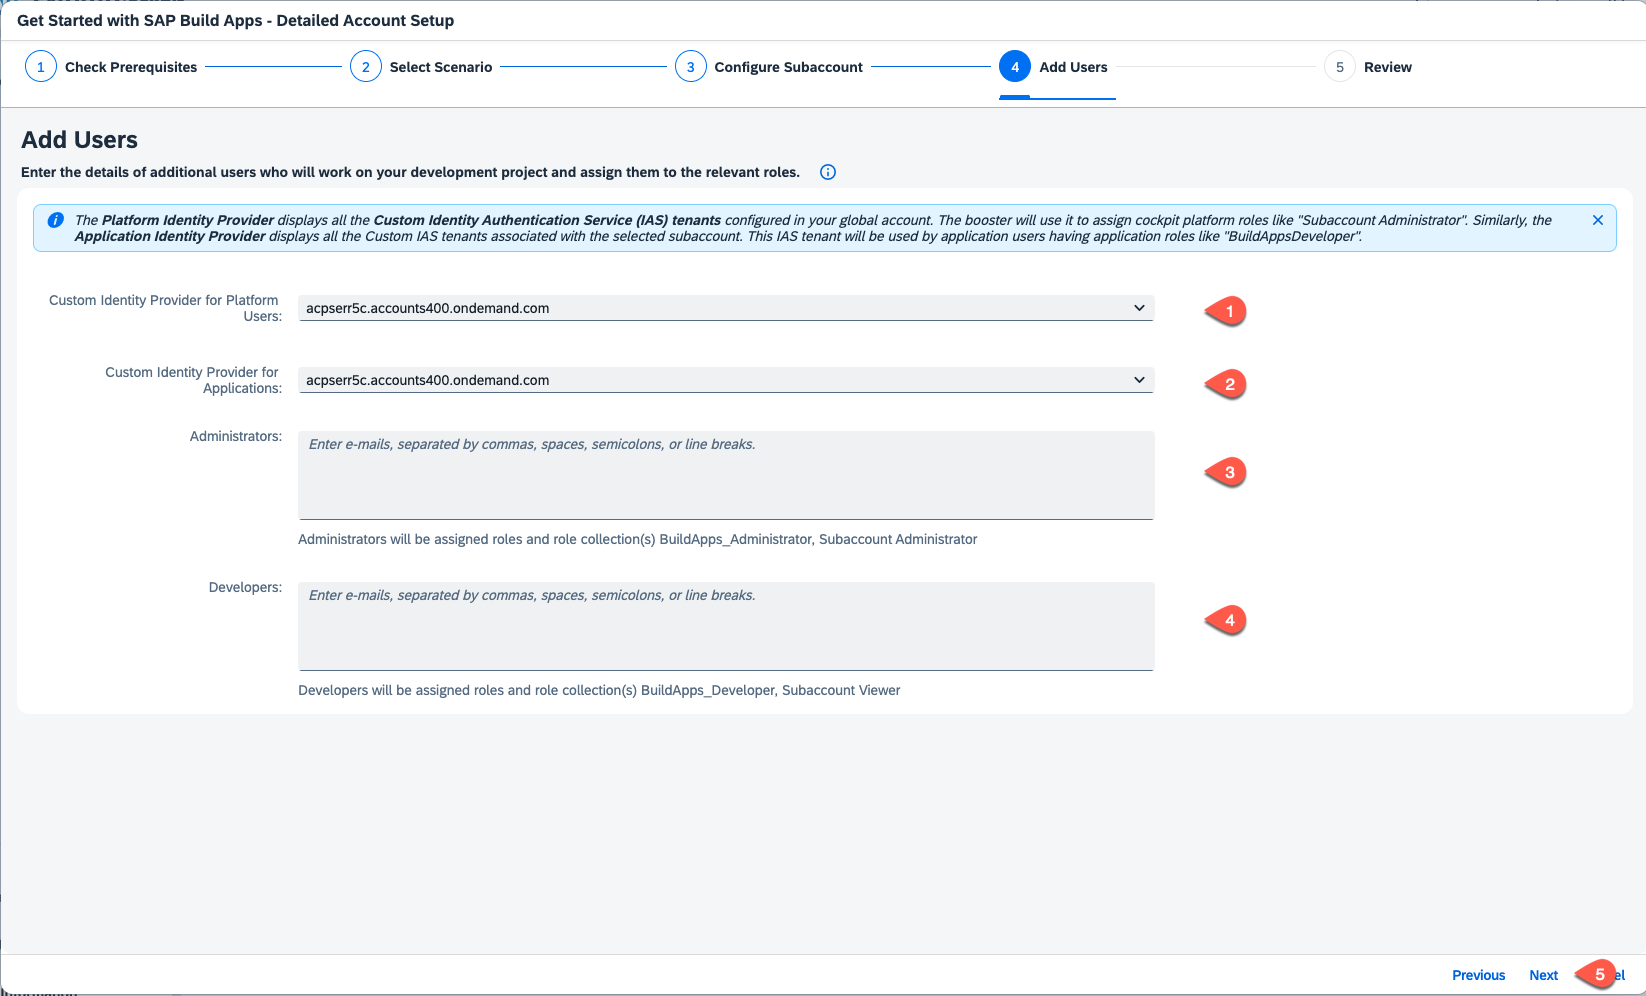 Get Started with SAP Build Apps - Detailed Account Setup
1 Check Prerequisites
2 Select Scenario
3 Configure Subaccount
4 Add Users
5 Review
Add Users
Enter the details of additional users who will work on your development project and assign them to the relevant roles.
The Platform Identity Provider displays all the Custom Identity Authentication Service (IAS) tenants configured in your global account. The booster will use it to assign cockpit platform roles like "Subaccount Administrator". Similarly, the
Application Identity Provider displays all the Custom IAS tenants associated with the selected subaccount. This IAS tenant will be used by application users having application roles like "BuildAppsDeveloper".
Custom Identity Provider for Platform
Users:
acpserr5c.accounts400.ondemand.com
1
Custom Identity Provider for
Applications:
acpserr5c.accounts400.ondemand.com
2
Administrators:
Enter e-mails, separated by commas, spaces, semicolons, or line breaks.
3
Administrators will be assigned roles and role collection(s) BuildApps_Administrator, Subaccount Administrator
Developers:
Enter e-mails, separated by commas, spaces, semicolons, or line breaks.
4
Developers will be assigned roles and role collection(s) BuildApps_Developer, Subaccount Viewer
Previous
Next
5
el